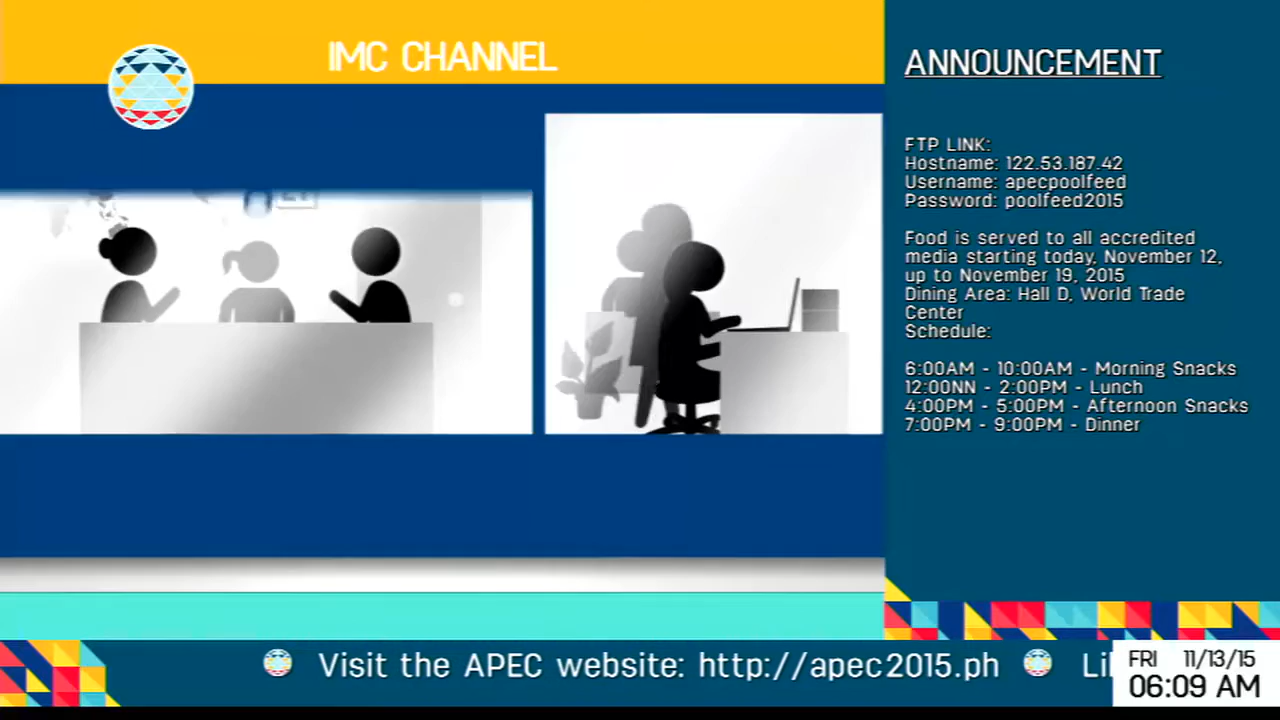 IMC CHANNEL
ANNOUNCEMENT
FTP LINK:
Hostname: 122.53.187.42
Username: apecpoolfeed
Password: poolfeed2015
Food is served to all accredited
media starting today, November 12,
up to November 19, 2015
Dining Area: Hall D, World Trade
Center
Schedule:
6:00AM - 10:00AM - Morning Snacks
12:00NN - 2:00PM - Lunch
4:00PM - 5:00PM - Afternoon Snacks
7:00PM - 9:00PM - Dinner
Visit the APEC website: http://apec2015.ph
FRI 11/13/15
06:09 AM